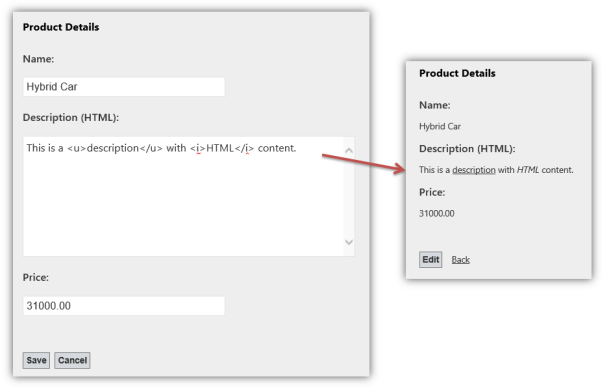 Product Details
Name:
Hybrid Car
Description (HTML):
This is a <u>description</u> with <i>HTML</i> content.
Price:
31000.00
Save Cancel
Product Details
Name:
Hybrid Car
Description (HTML):
This is a description with HTML content.
Price:
31000.00
Edit Back